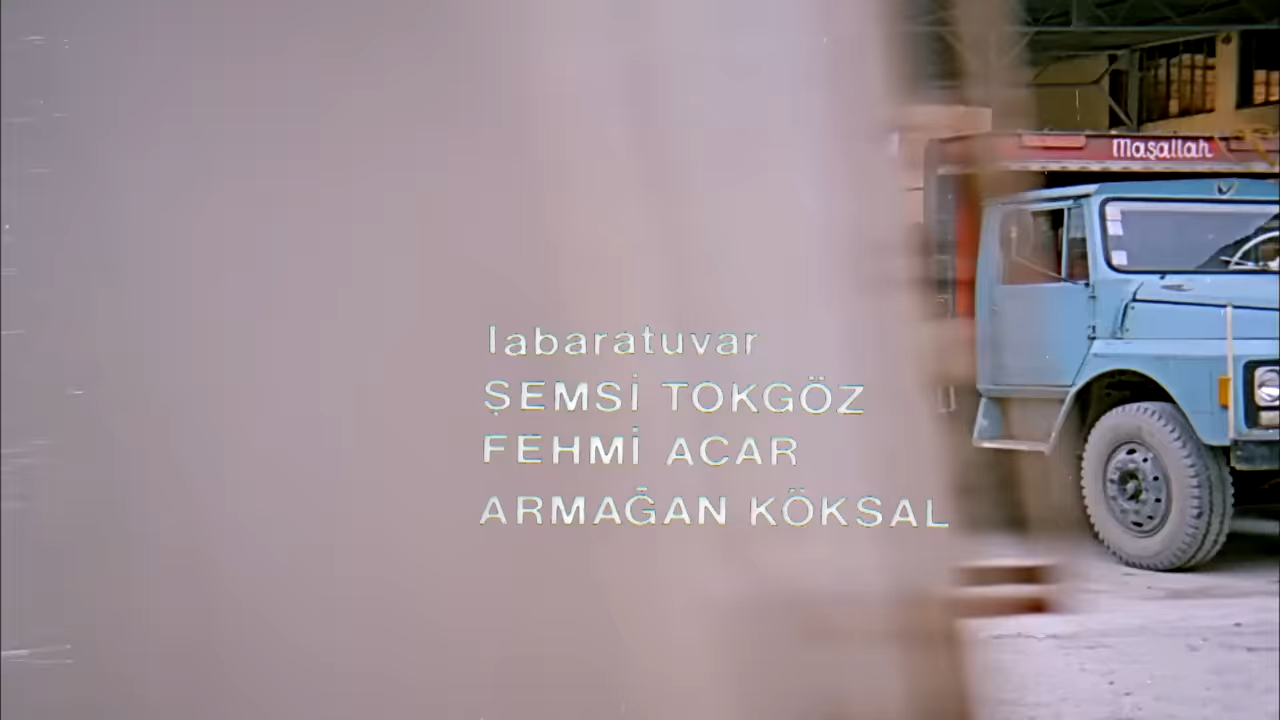 Maşallah
labaratuvar
ŞEMSİ TOKGÖZ
FEHMİ ACAR
ARMAĞAN KÖKSAL